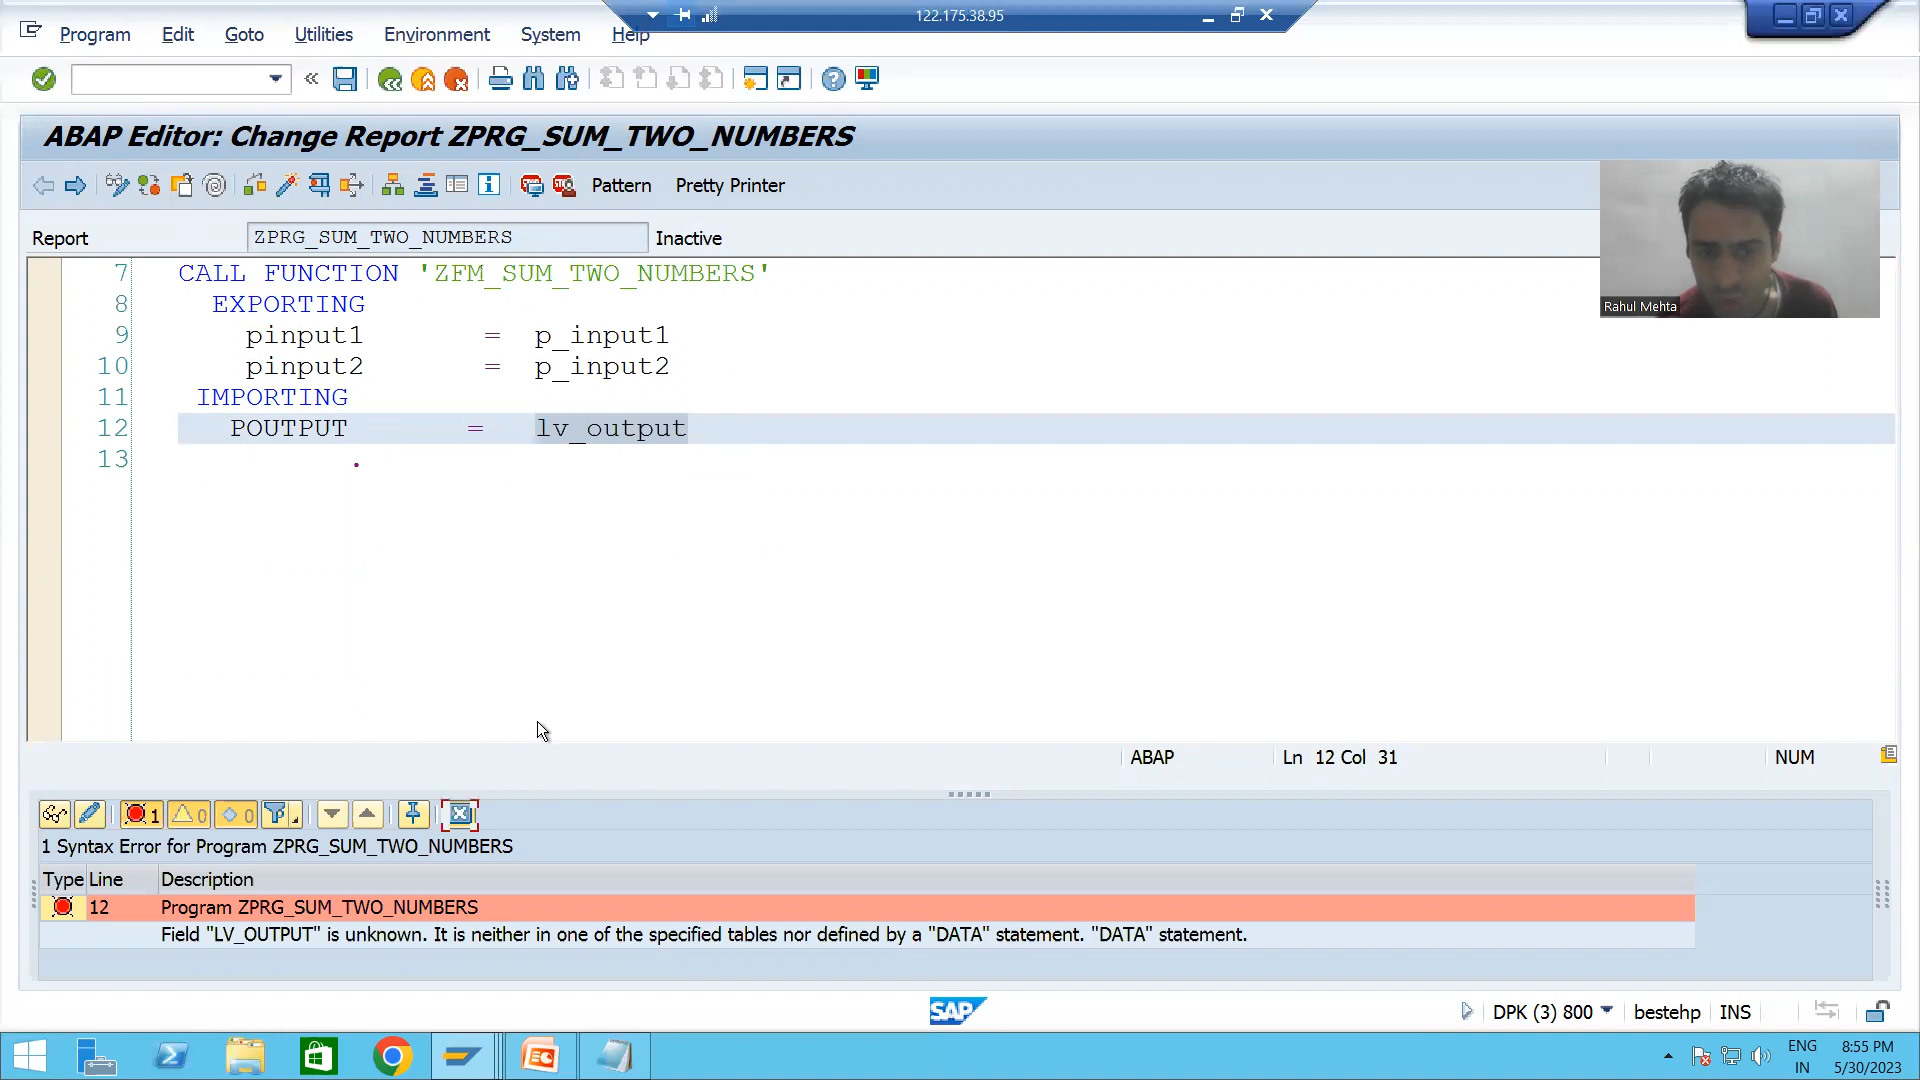 122.175.38.95
Program Edit Goto Utilities Environment System Help
ABAP Editor: Change Report ZPRG_SUM_TWO_NUMBERS
Pattern Pretty Printer
Report ZPRG_SUM_TWO_NUMBERS Inactive
Rahul Mehta
7 CALL FUNCTION 'ZFM_SUM_TWO_NUMBERS'
8 EXPORTING
9 pinput1 = p_input1
10 pinput2 = p_input2
11 IMPORTING
12 POUTPUT = lv_output
13 .
ABAP Ln 12 Col 31 NUM
1 0 0
1 Syntax Error for Program ZPRG_SUM_TWO_NUMBERS
Type Line Description
12 Program ZPRG_SUM_TWO_NUMBERS
Field "LV_OUTPUT" is unknown. It is neither in one of the specified tables nor defined by a "DATA" statement. "DATA" statement.
SAP
DPK (3) 800 bestehp INS
ENG 8:55 PM
IN 5/30/2023